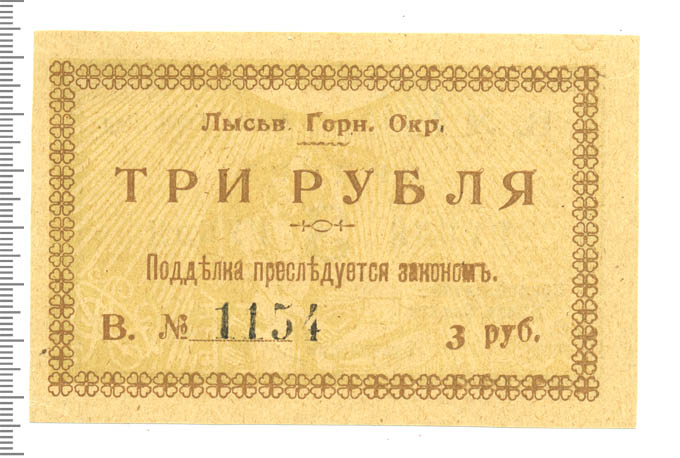 Лысьв. Горн. Окр.
ТРИ РУБЛЯ
Поддѣлка преслѣдуется закономъ.
В. № 1154 3 руб.